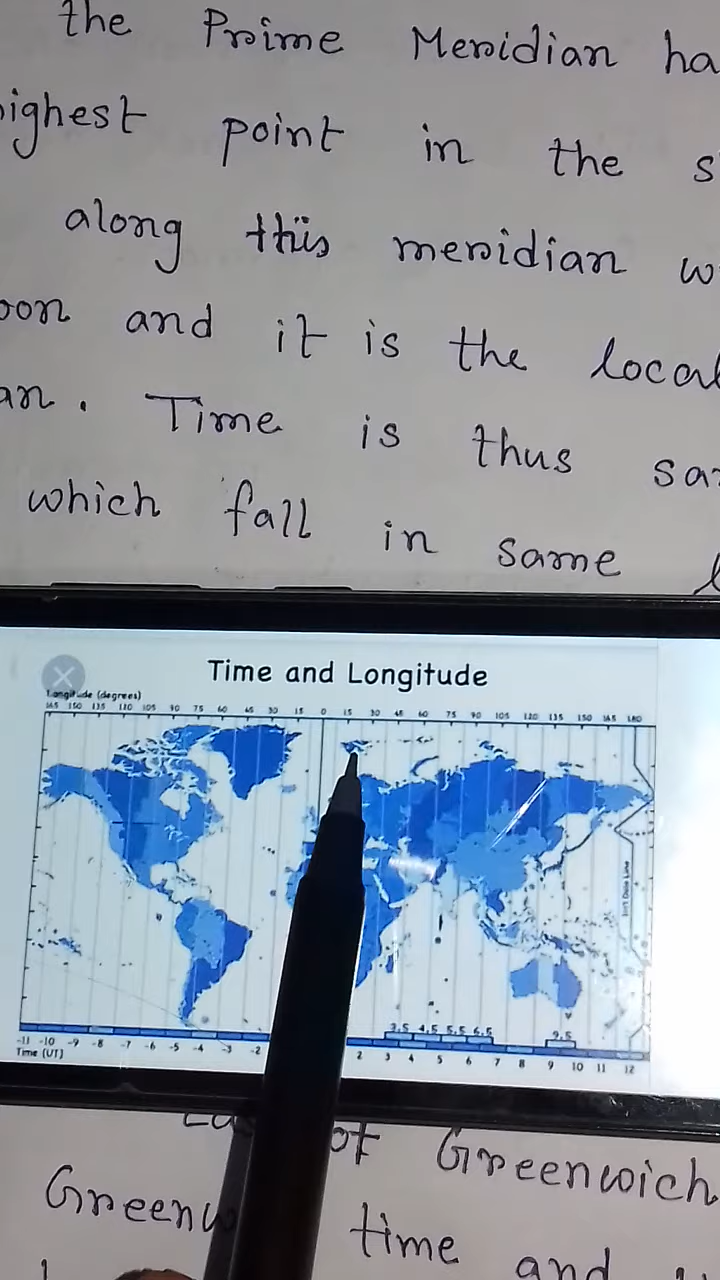 the Prime Meridian ha
highest point in the s
along this meridian w
oon and it is the local
an. Time is thus sa
which fall in same l
Time and Longitude
Longitude (degrees)
165 150 135 120 105 90 75 60 45 30 15 0 15 30 45 60 75 90 105 120 135 150 165 180
Int'l Date Line
3.5 4.5 5.5 6.5 9.5
-11 -10 -9 -8 -7 -6 -5 -4 -3 -2 2 3 4 5 6 7 8 9 10 11 12
Time (UT)
of Greenwich
Greenw time and